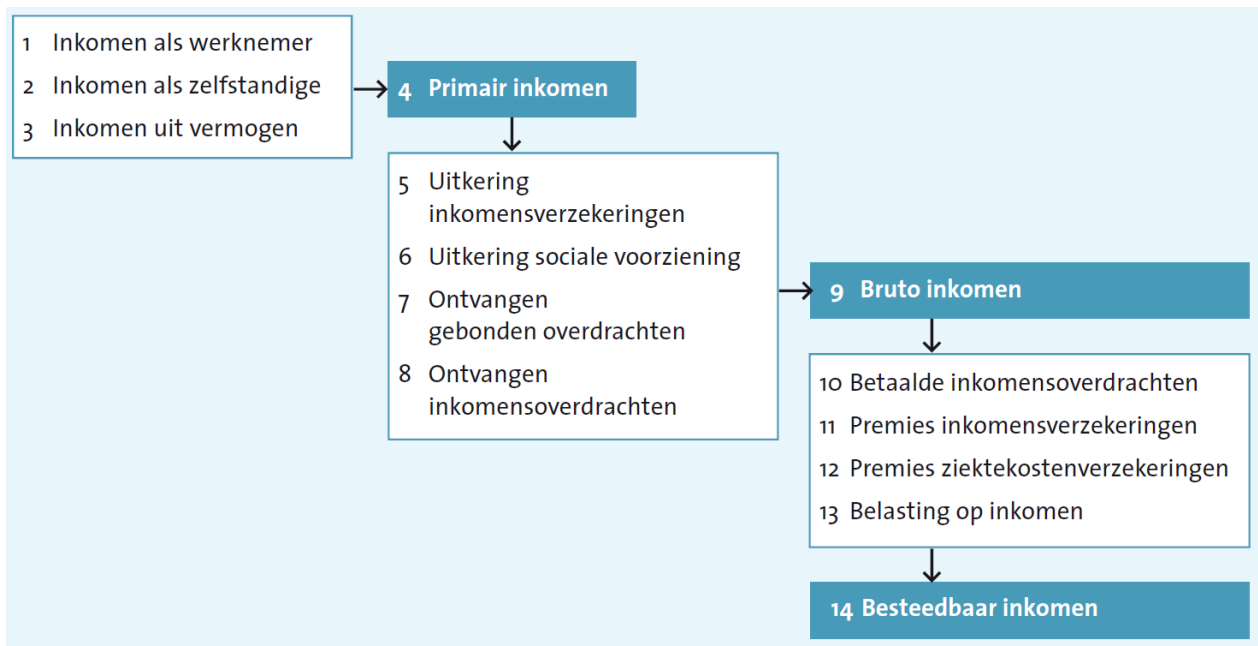 1 Inkomen als werknemer
2 Inkomen als zelfstandige
3 Inkomen uit vermogen
4 Primair inkomen
5 Uitkering
inkomensverzekeringen
6 Uitkering sociale voorziening
7 Ontvangen
gebonden overdrachten
8 Ontvangen
inkomensoverdrachten
9 Bruto inkomen
10 Betaalde inkomensoverdrachten
11 Premies inkomensverzekeringen
12 Premies ziektekostenverzekeringen
13 Belasting op inkomen
14 Besteedbaar inkomen